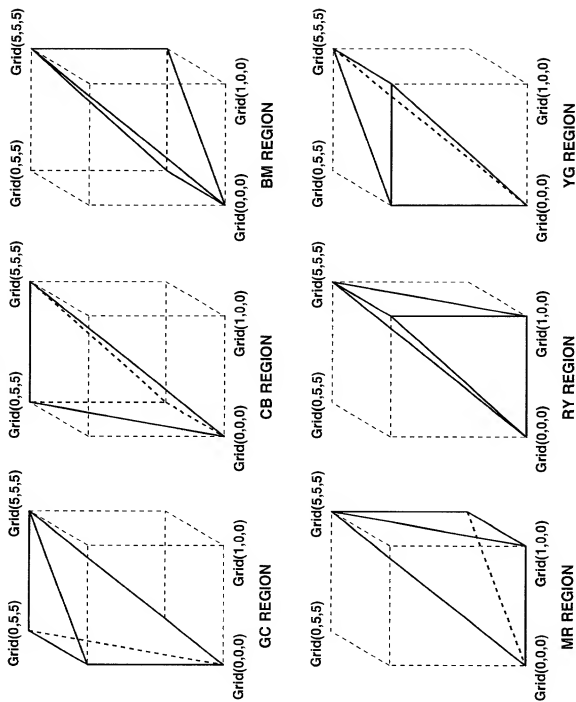 Grid(0,5,5)
Grid(5,5,5)
Grid(0,0,0)
Grid(1,0,0)
GC REGION
Grid(0,5,5)
Grid(5,5,5)
Grid(0,0,0)
Grid(1,0,0)
CB REGION
Grid(0,5,5)
Grid(5,5,5)
Grid(0,0,0)
Grid(1,0,0)
BM REGION
Grid(0,5,5)
Grid(5,5,5)
Grid(0,0,0)
Grid(1,0,0)
MR REGION
Grid(0,5,5)
Grid(5,5,5)
Grid(0,0,0)
Grid(1,0,0)
RY REGION
Grid(0,5,5)
Grid(5,5,5)
Grid(0,0,0)
Grid(1,0,0)
YG REGION